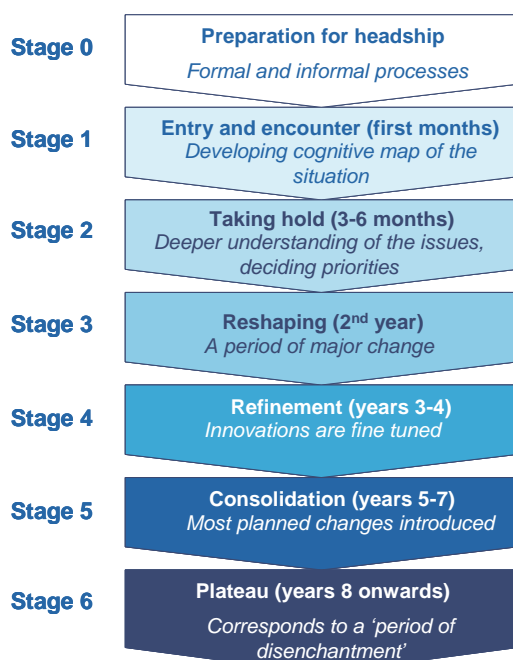 Stage 0
Preparation for headship
Formal and informal processes
Stage 1
Entry and encounter (first months)
Developing cognitive map of the
situation
Stage 2
Taking hold (3-6 months)
Deeper understanding of the issues,
deciding priorities
Stage 3
Reshaping (2nd year)
A period of major change
Stage 4
Refinement (years 3-4)
Innovations are fine tuned
Stage 5
Consolidation (years 5-7)
Most planned changes introduced
Stage 6
Plateau (years 8 onwards)
Corresponds to a ‘period of
disenchantment’